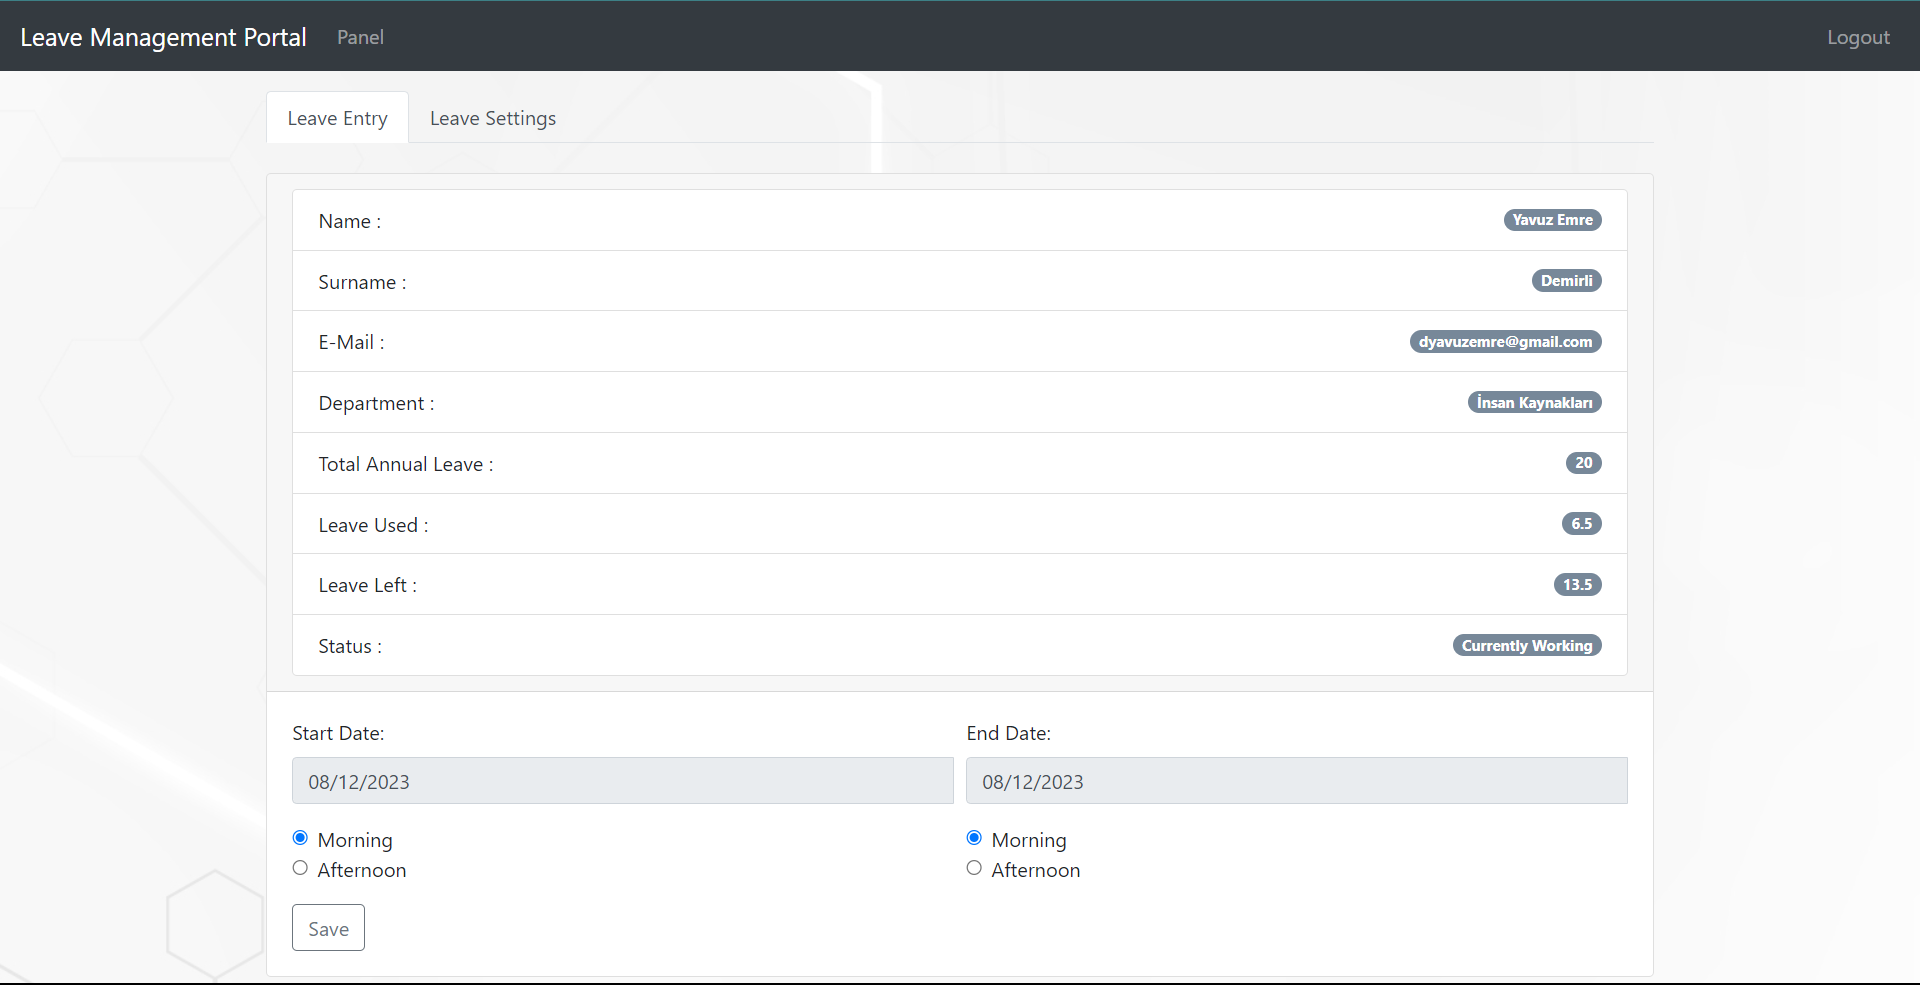 Leave Management Portal Panel Logout
Leave Entry Leave Settings
Name : Yavuz Emre
Surname : Demirli
E-Mail : dyavuzemre@gmail.com
Department : İnsan Kaynakları
Total Annual Leave : 20
Leave Used : 6.5
Leave Left : 13.5
Status : Currently Working
Start Date: End Date:
08/12/2023 08/12/2023
Morning Morning
Afternoon Afternoon
Save